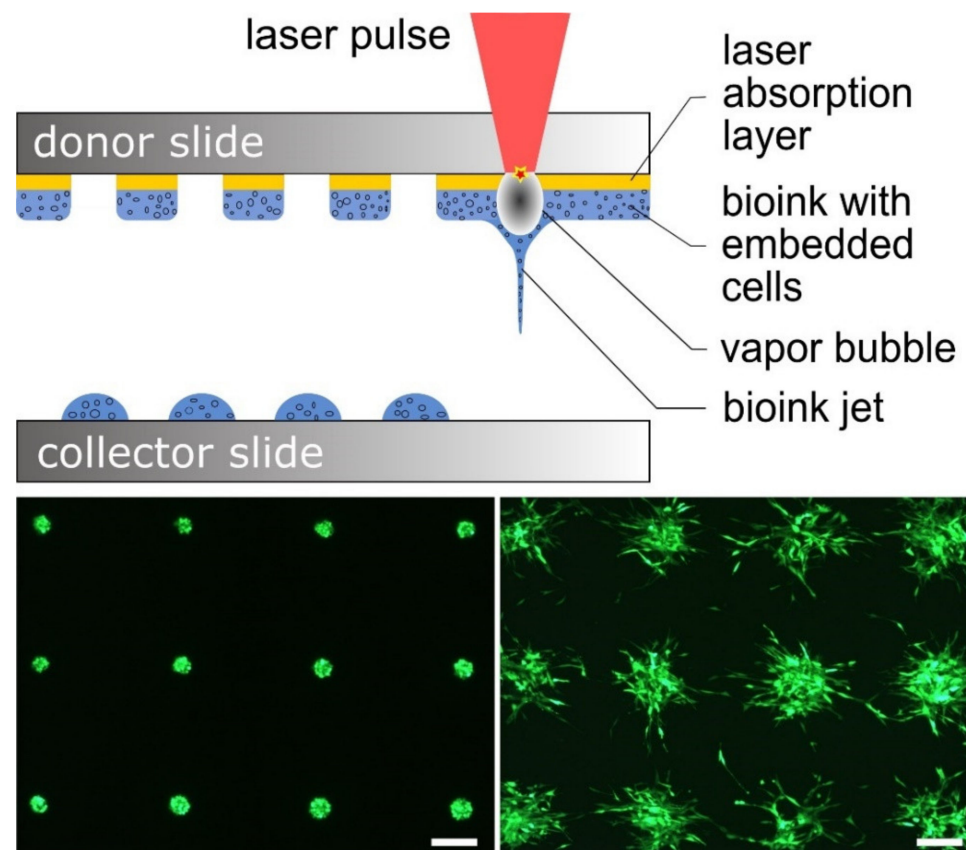 laser pulse
laser
absorption
layer
donor slide
bioink with
embedded
cells
vapor bubble
bioink jet
collector slide